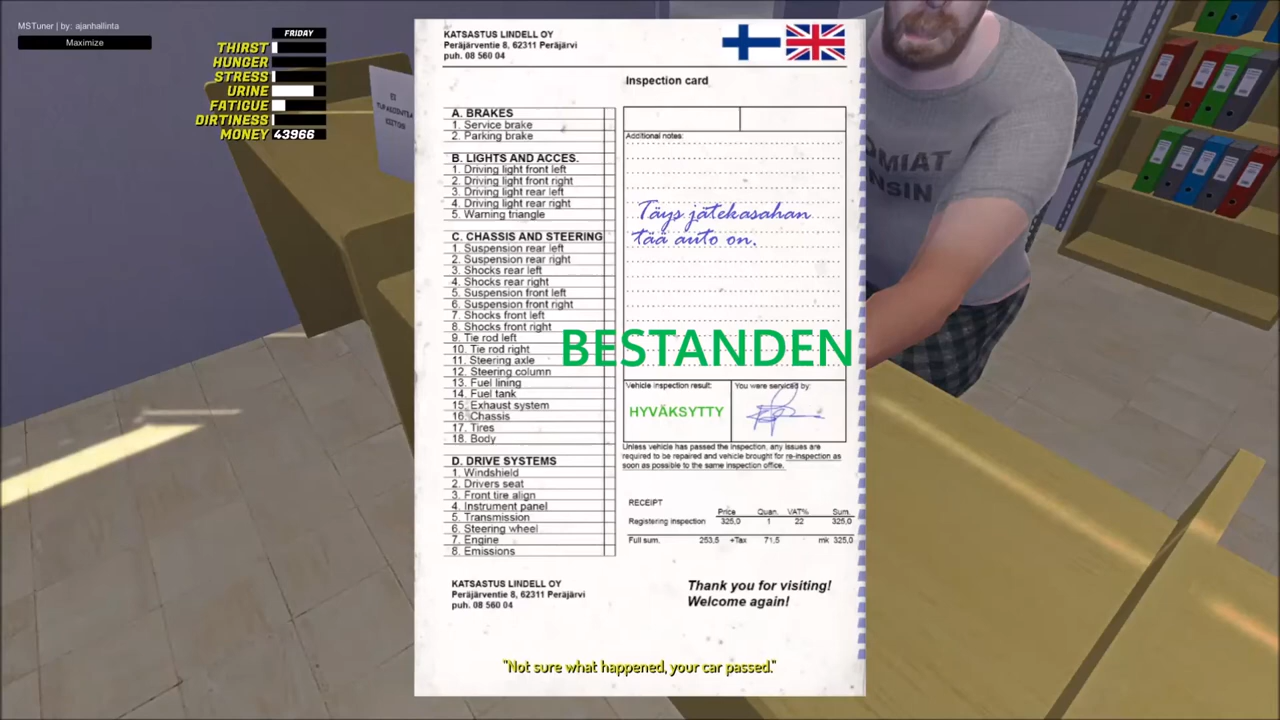 MSTuner | by: ajanhallinta
Maximize
FRIDAY
THIRST
HUNGER
STRESS
URINE
FATIGUE
DIRTINESS
MONEY 43966
KATSASTUS LINDELL OY
Peräjärventie 8, 62311 Peräjärvi
puh. 08 560 04
Inspection card
A. BRAKES
1. Service brake
2. Parking brake
B. LIGHTS AND ACCES.
1. Driving light front left
2. Driving light front right
3. Driving light rear left
4. Driving light rear right
5. Warning triangle
C. CHASSIS AND STEERING
1. Suspension rear left
2. Suspension rear right
3. Shocks rear left
4. Shocks rear right
5. Suspension front left
6. Suspension front right
7. Shocks front left
8. Shocks front right
9. Tie rod left
10. Tie rod right
11. Steering axle
12. Steering column
13. Fuel lining
14. Fuel tank
15. Exhaust system
16. Chassis
17. Tires
18. Body
D. DRIVE SYSTEMS
1. Windshield
2. Drivers seat
3. Front tire align
4. Instrument panel
5. Transmission
6. Steering wheel
7. Engine
8. Emissions
Additional notes:
Täys jätekasahan
tää auto on.
BESTANDEN
Vehicle inspection result:
HYVÄKSYTTY
You were serviced by:
Unless vehicle has passed the inspection, any issues are
required to be repaired and vehicle brought for re-inspection as
soon as possible to the same inspection office.
RECEIPT
Price Quan. VAT% Sum.
Registering inspection 325,0 1 22 325,0
Full sum. 253,5 +Tax 71,5 mk 325,0
KATSASTUS LINDELL OY
Peräjärventie 8, 62311 Peräjärvi
puh. 08 560 04
Thank you for visiting!
Welcome again!
"Not sure what happened, your car passed."
OMIAT
NSIN